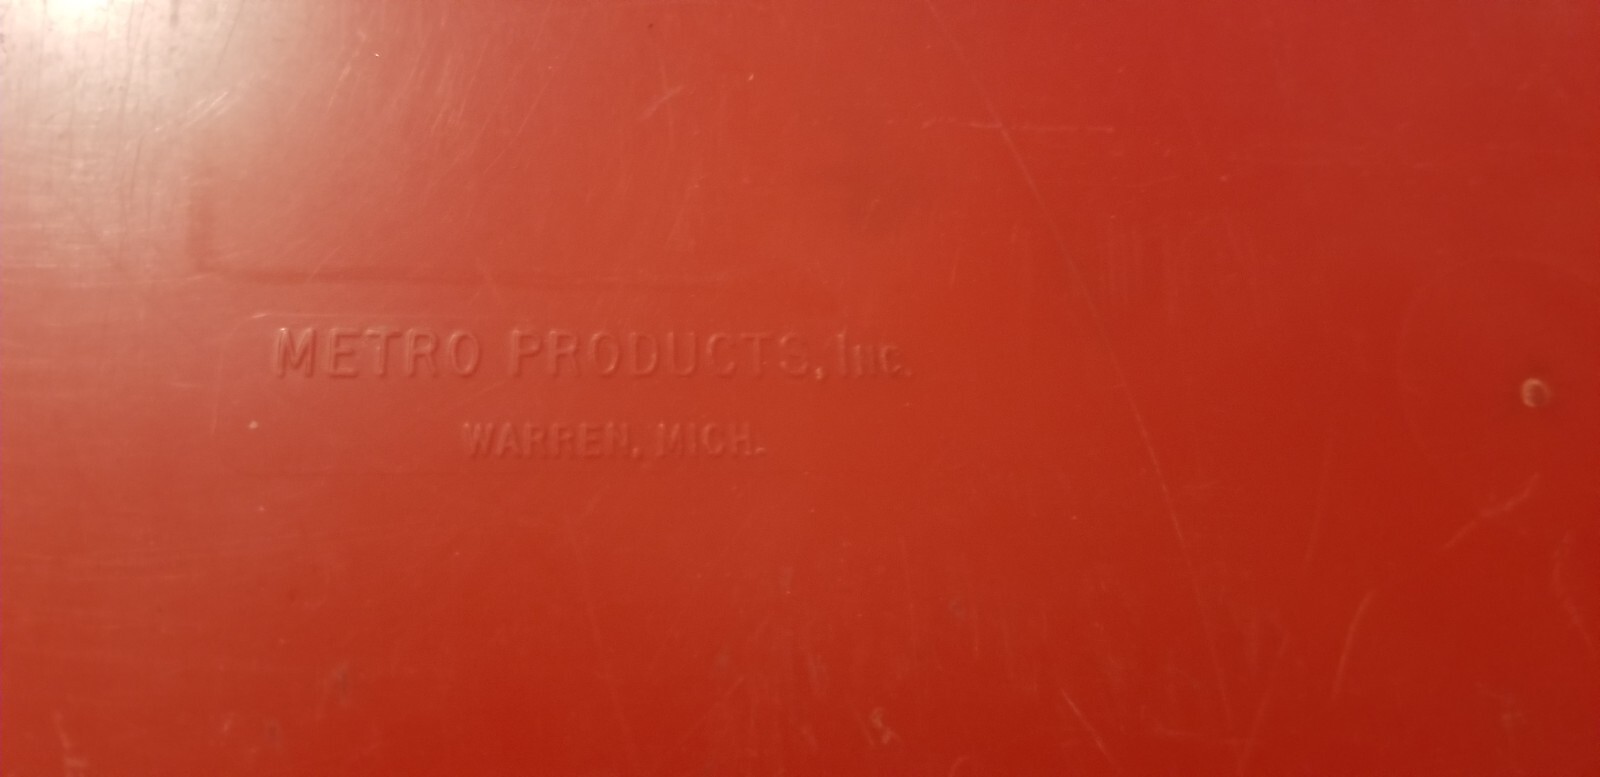 METRO PRODUCTS, Inc.
WARREN, MICH.